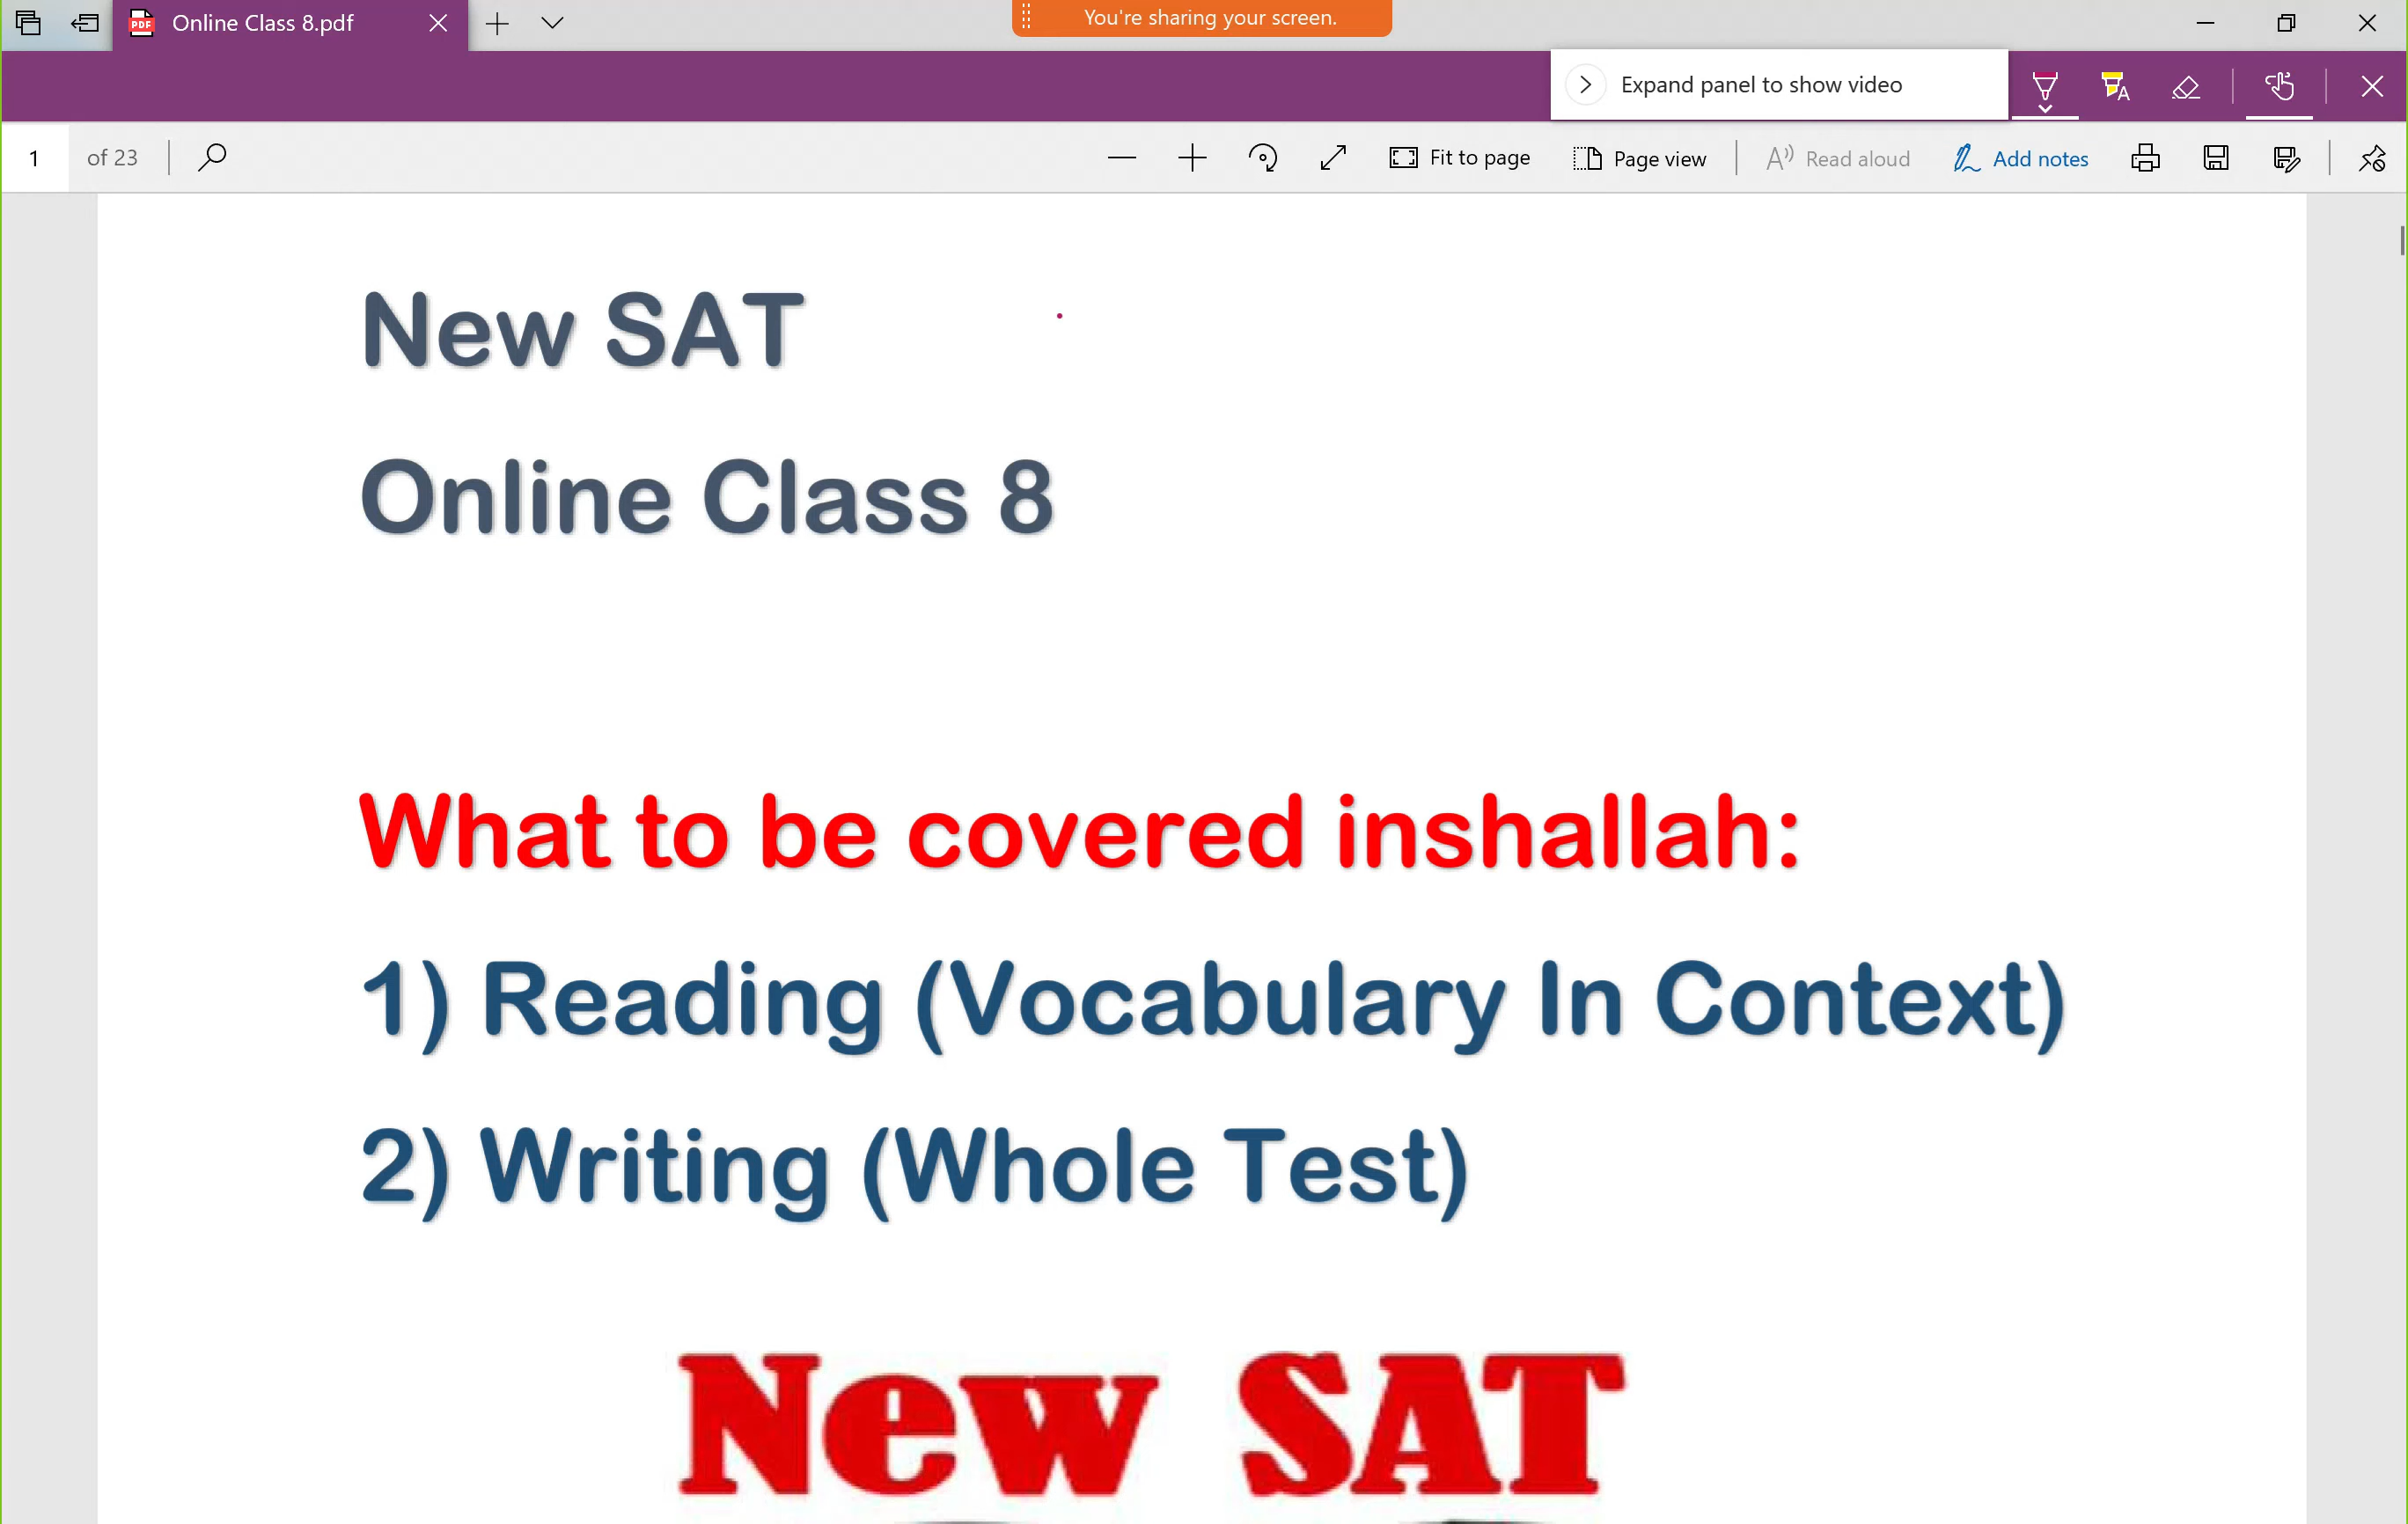 Online Class 8.pdf
You're sharing your screen.
Expand panel to show video
1 of 23
Fit to page
Page view
Read aloud
Add notes
New SAT
Online Class 8
What to be covered inshallah:
1) Reading (Vocabulary In Context)
2) Writing (Whole Test)
New SAT